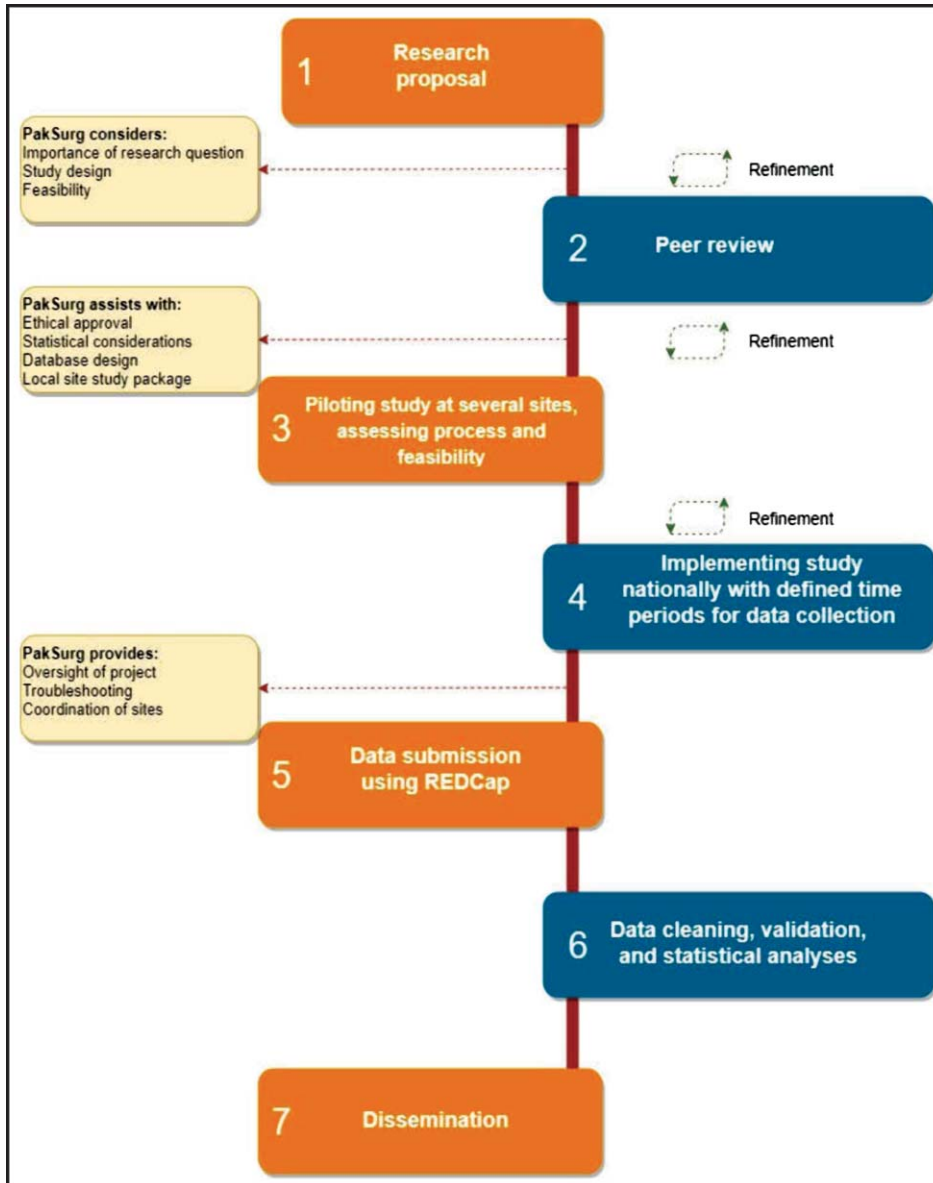 1
Research
proposal
PakSurg considers:
Importance of research question
Study design
Feasibility
Refinement
2
Peer review
PakSurg assists with:
Ethical approval
Statistical considerations
Database design
Local site study package
Refinement
3
Piloting study at several sites,
assessing process and
feasibility
Refinement
4
Implementing study
nationally with defined time
periods for data collection
PakSurg provides:
Oversight of project
Troubleshooting
Coordination of sites
5
Data submission
using REDCap
6
Data cleaning, validation,
and statistical analyses
7
Dissemination